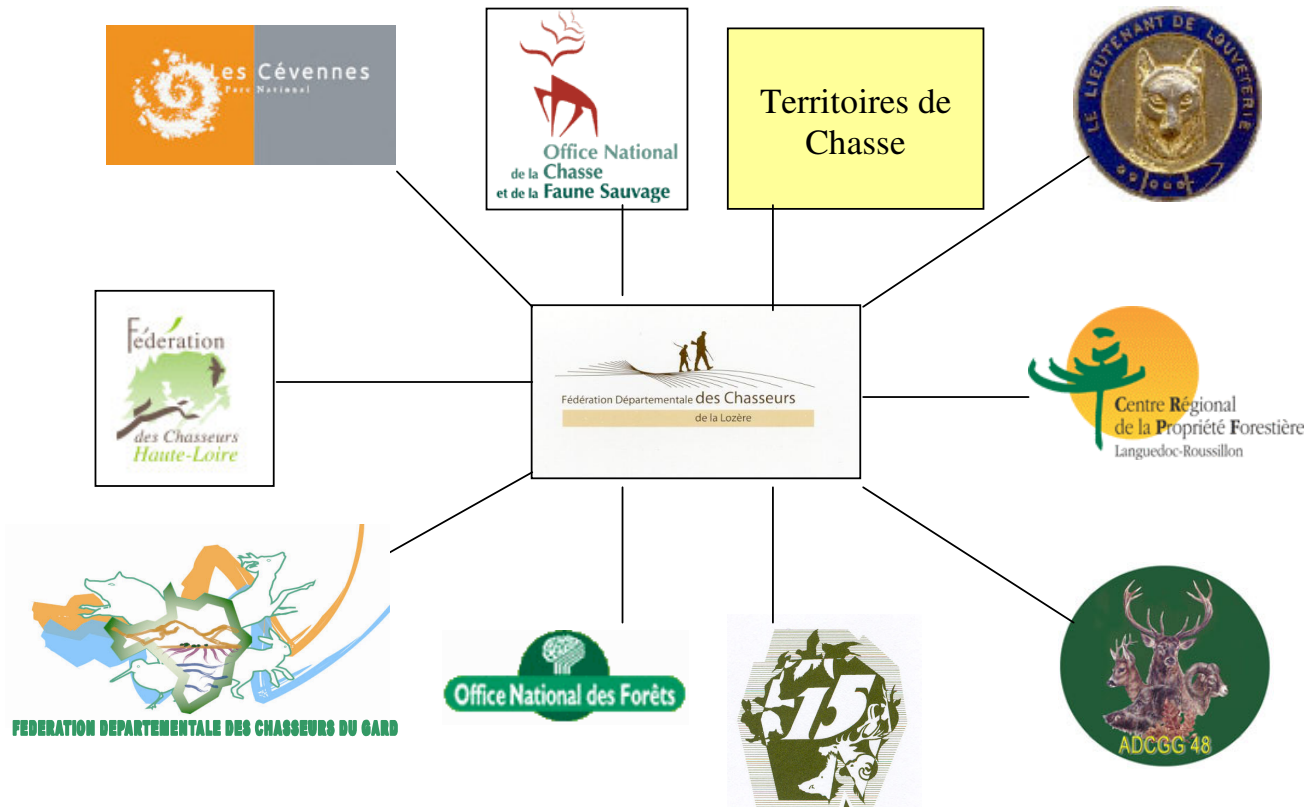 Les Cévennes
Parc National
Office National
de la Chasse
et de la Faune Sauvage
Territoires de
Chasse
LE LIEUTENANT DE LOUVETERIE
Fédération
des Chasseurs
Haute-Loire
Fédération Départementale des Chasseurs
de la Lozère
Centre Régional
de la Propriété Forestière
Languedoc-Roussillon
FEDERATION DEPARTEMENTALE DES CHASSEURS DU GARD
Office National des Forêts
15
ADCGG 48